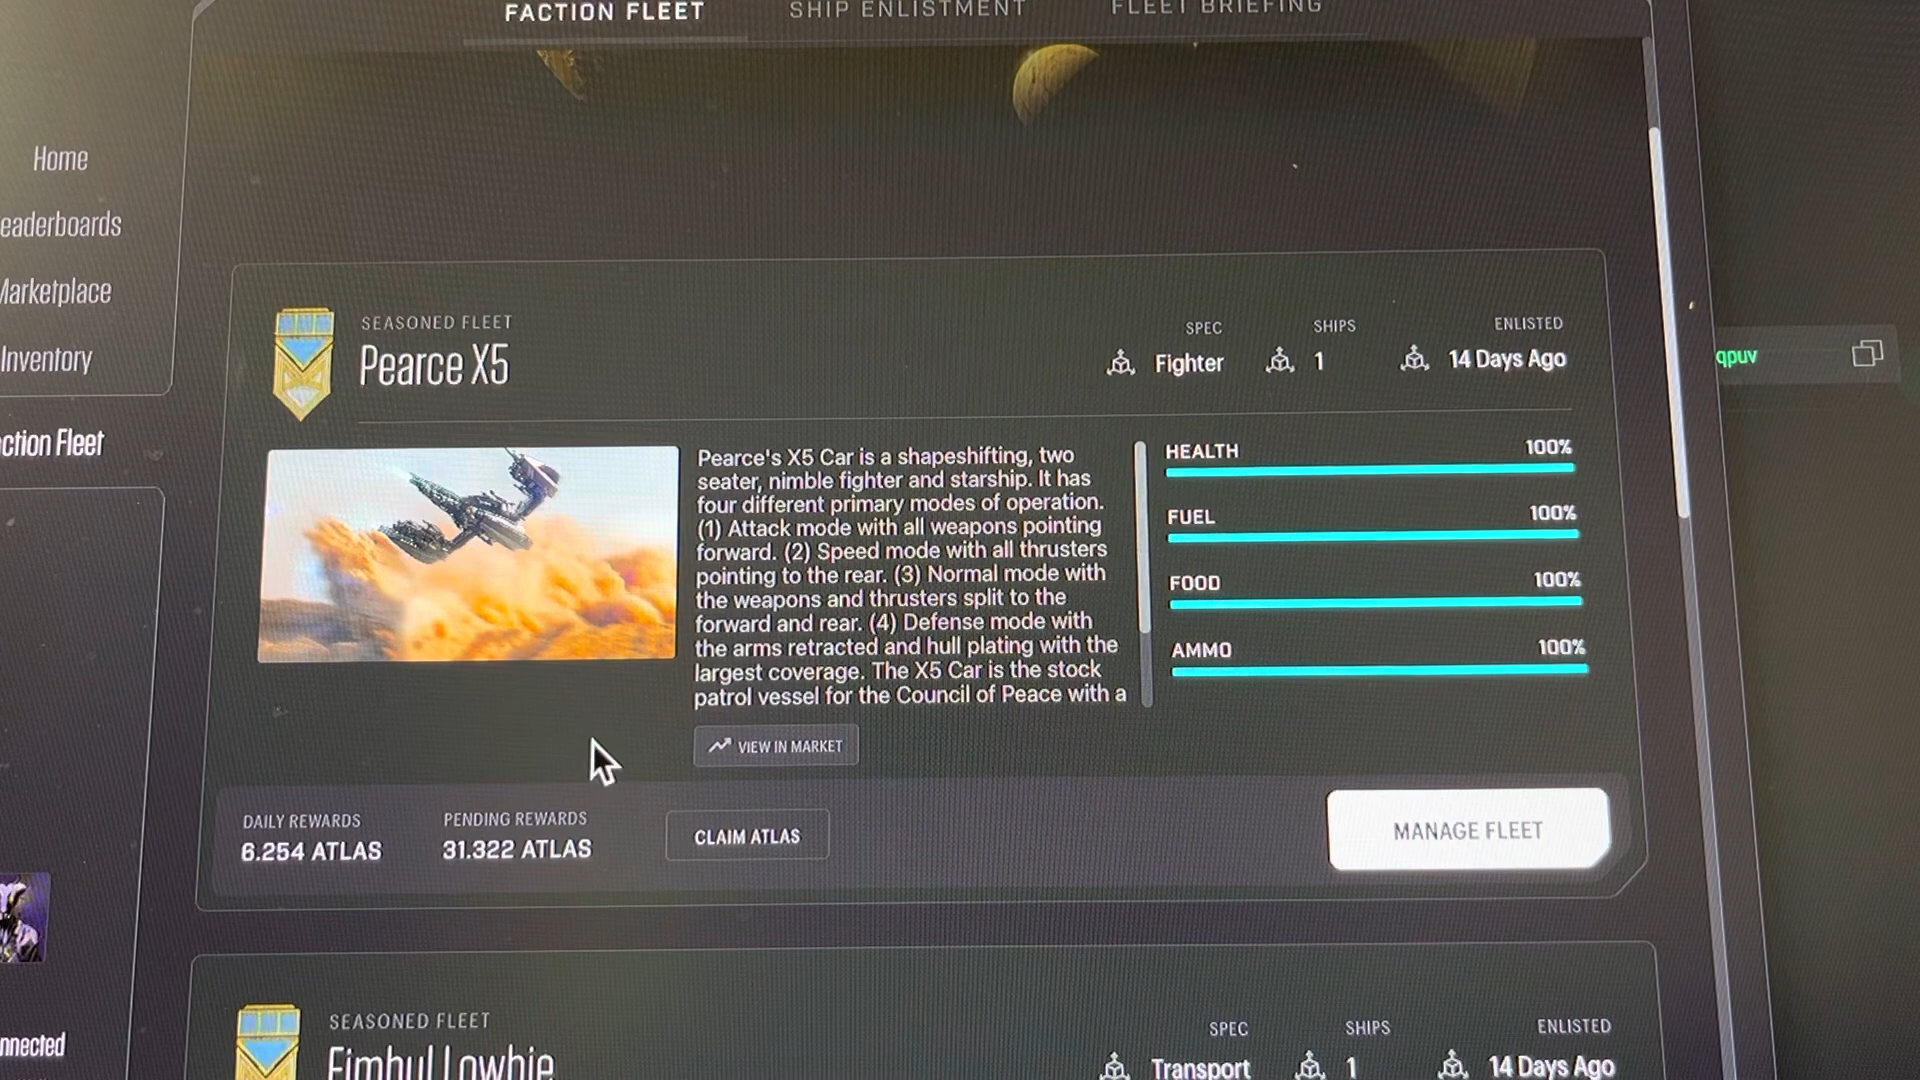 FACTION FLEET
SHIP ENLISTMENT
FLEET BRIEFING
Home
eaderboards
Marketplace
Inventory
ction Fleet
nnected
SEASONED FLEET
Pearce X5
SPEC
Fighter
SHIPS
1
ENLISTED
14 Days Ago
qpuv
Pearce's X5 Car is a shapeshifting, two
seater, nimble fighter and starship. It has
four different primary modes of operation.
(1) Attack mode with all weapons pointing
forward. (2) Speed mode with all thrusters
pointing to the rear. (3) Normal mode with
the weapons and thrusters split to the
forward and rear. (4) Defense mode with
the arms retracted and hull plating with the
largest coverage. The X5 Car is the stock
patrol vessel for the Council of Peace with a
VIEW IN MARKET
HEALTH 100%
FUEL 100%
FOOD 100%
AMMO 100%
DAILY REWARDS
6.254 ATLAS
PENDING REWARDS
31.322 ATLAS
CLAIM ATLAS
MANAGE FLEET
SEASONED FLEET
Fimbul Lowbie
SPEC
Transport
SHIPS
1
ENLISTED
14 Days Ago